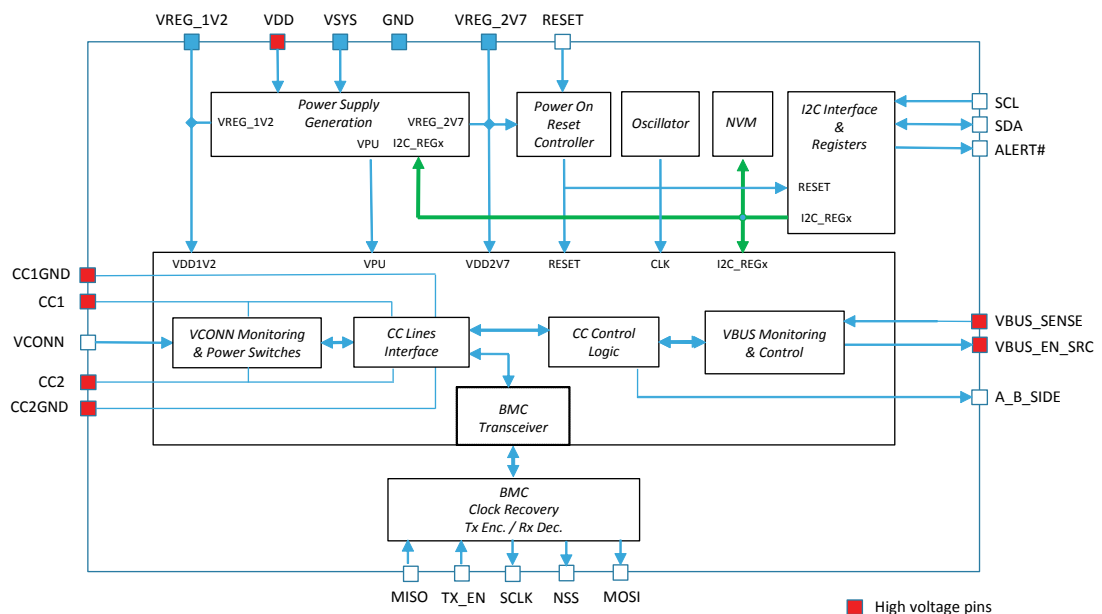 VREG_1V2
VDD
VSYS
GND
VREG_2V7
RESET
Power Supply
Generation
VREG_1V2
VREG_2V7
VPU
I2C_REGx
Power On
Reset
Controller
Oscillator
NVM
I2C Interface
&
Registers
RESET
I2C_REGx
SCL
SDA
ALERT#
VDD1V2
VPU
VDD2V7
RESET
CLK
I2C_REGx
CC1GND
CC1
VCONN
CC2
CC2GND
VCONN Monitoring
& Power Switches
CC Lines
Interface
CC Control
Logic
VBUS Monitoring
& Control
VBUS_SENSE
VBUS_EN_SRC
A_B_SIDE
BMC
Transceiver
BMC
Clock Recovery
Tx Enc. / Rx Dec.
MISO
TX_EN
SCLK
NSS
MOSI
High voltage pins